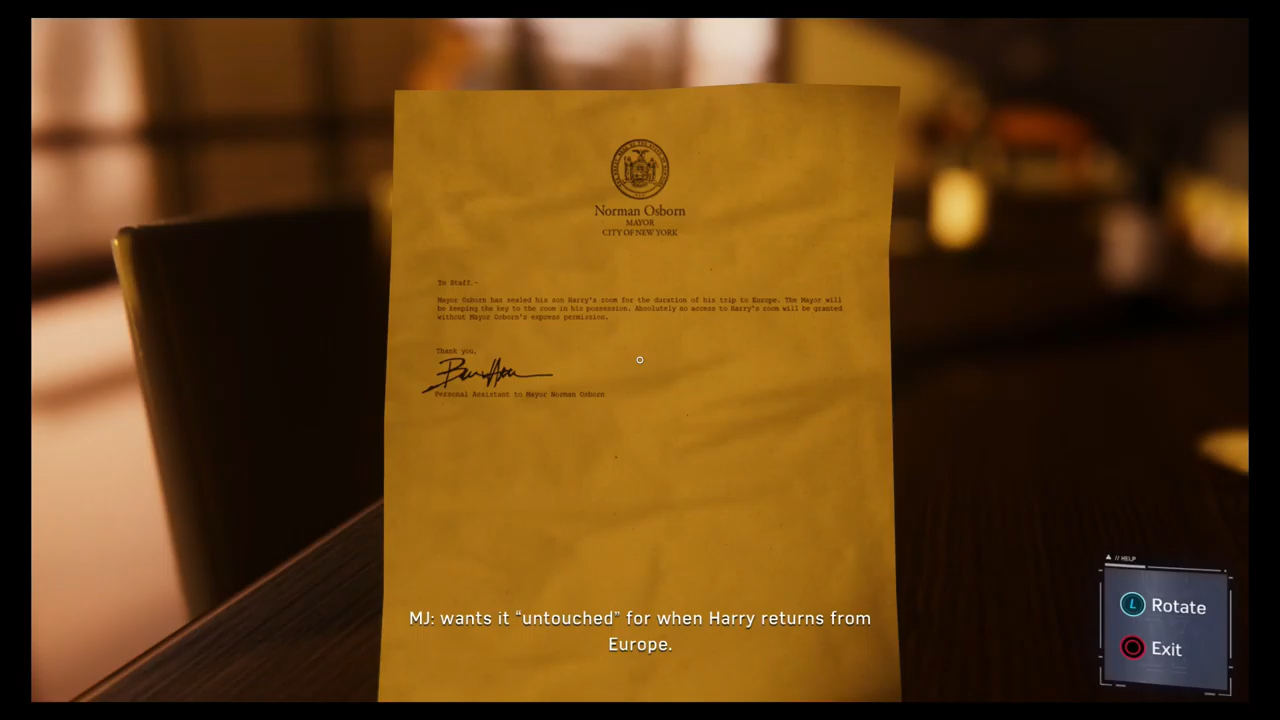 Norman Osborn
MAYOR
CITY OF NEW YORK
To Staff.-
Mayor Osborn has sealed his son Harry's room for the duration of his trip to Europe. The Mayor will
be keeping the key to the room in his possession. Absolutely no access to Harry's room will be granted
without Mayor Osborn's express permission.
Thank you,
Personal Assistant to Mayor Norman Osborn
MJ: wants it “untouched” for when Harry returns from
Europe.
// HELP
L Rotate
Exit